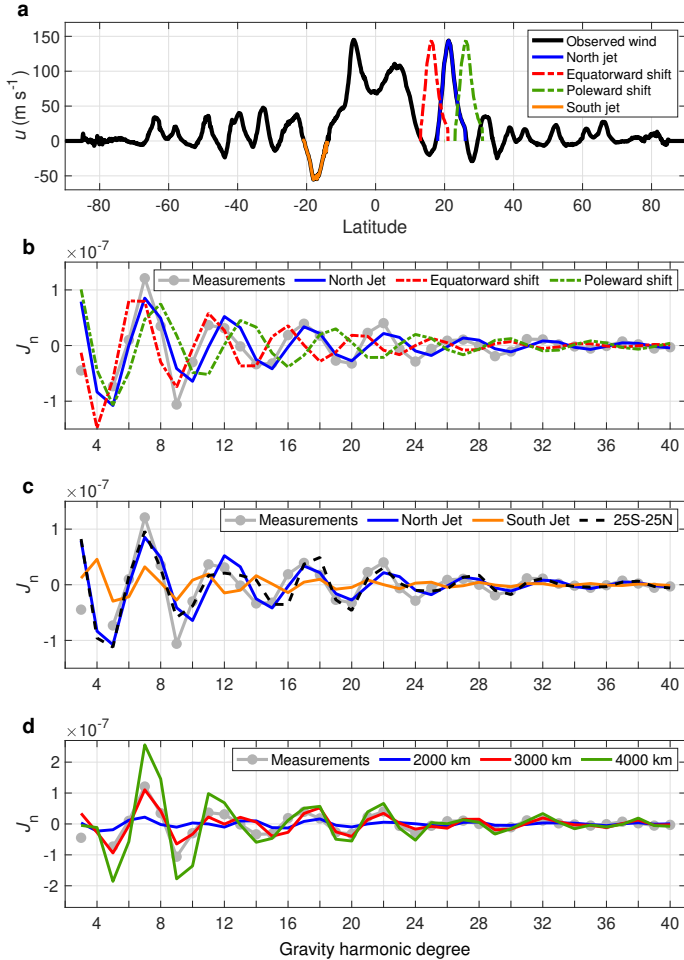 a
150
100
50
0
-50
u (m s⁻¹)
Observed wind
North jet
Equatorward shift
Poleward shift
South jet
-80 -60 -40 -20 0 20 40 60 80
Latitude
b
×10⁻⁷
1
0
-1
Jn
Measurements North Jet Equatorward shift Poleward shift
4 8 12 16 20 24 28 32 36 40
c
×10⁻⁷
1
0
-1
Jn
Measurements North Jet South Jet 25S-25N
4 8 12 16 20 24 28 32 36 40
d
×10⁻⁷
2
1
0
-1
-2
Jn
Measurements 2000 km 3000 km 4000 km
4 8 12 16 20 24 28 32 36 40
Gravity harmonic degree